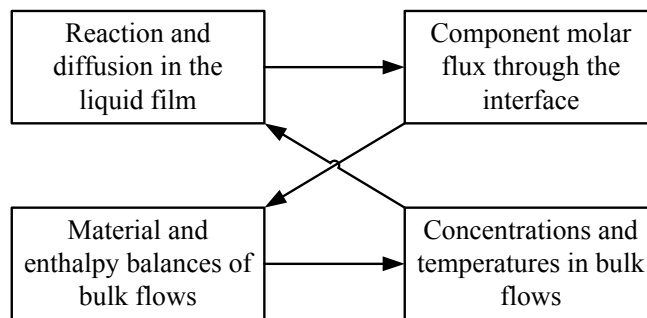 Reaction and
diffusion in the
liquid film
Component molar
flux through the
interface
Material and
enthalpy balances of
bulk flows
Concentrations and
temperatures in bulk
flows